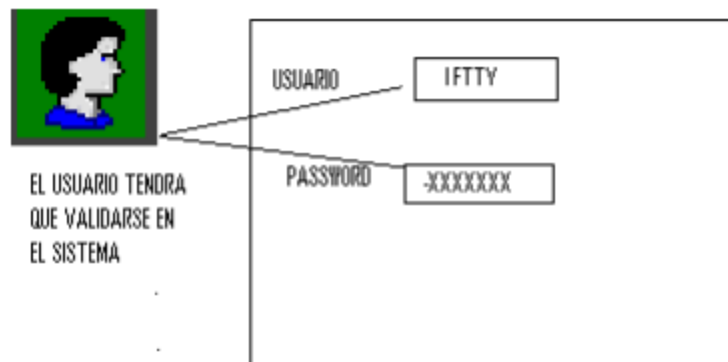 USUARIO
IFTTY
PASSWORD
-XXXXXXX
EL USUARIO TENDRA
QUE VALIDARSE EN
EL SISTEMA